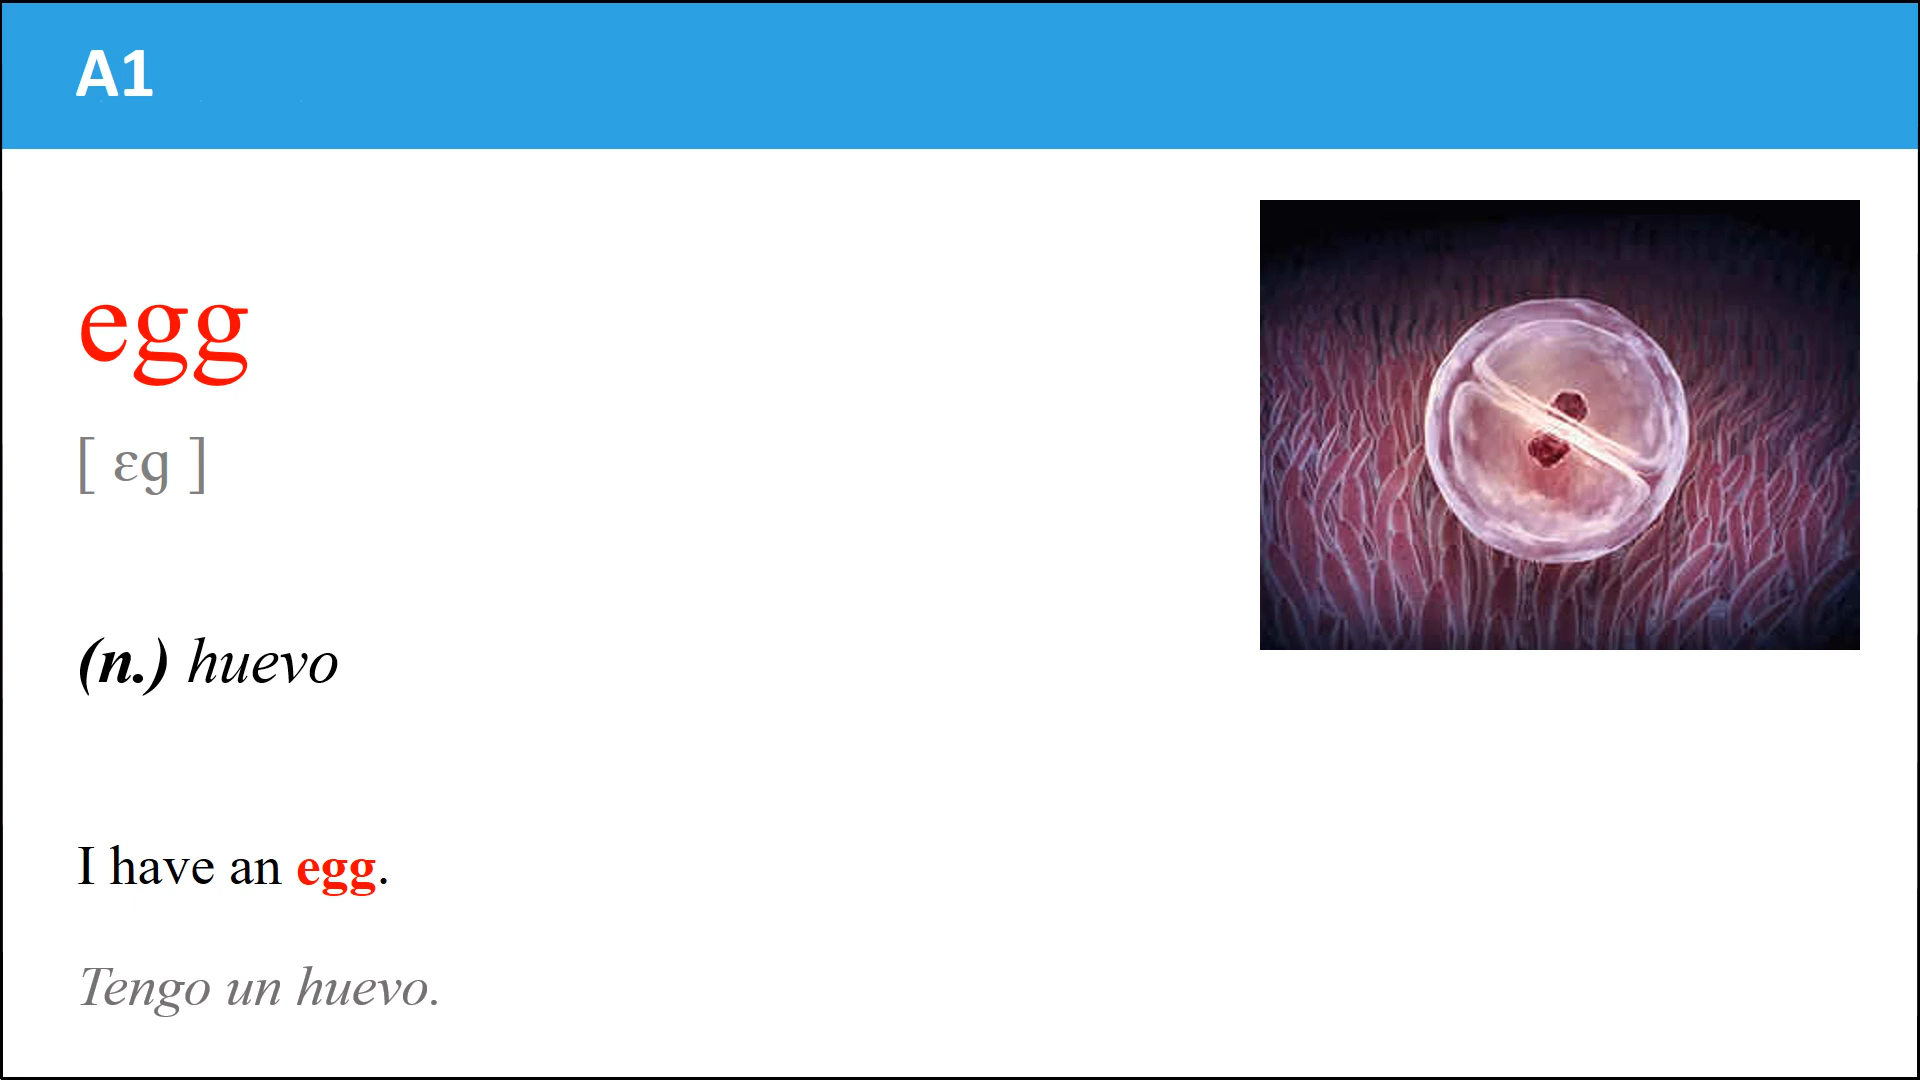 A1
egg
[ ɛg ]
(n.) huevo
I have an egg.
Tengo un huevo.